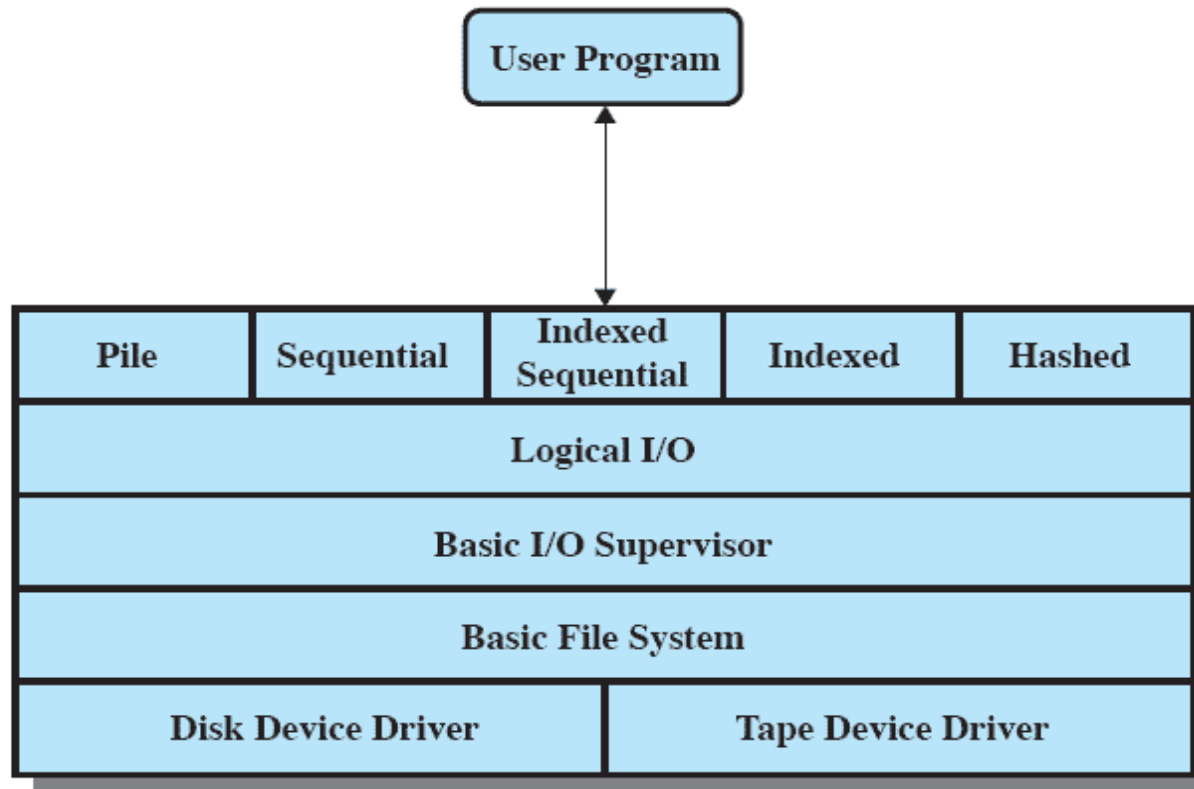 User Program
Pile
Sequential
Indexed
Sequential
Indexed
Hashed
Logical I/O
Basic I/O Supervisor
Basic File System
Disk Device Driver
Tape Device Driver